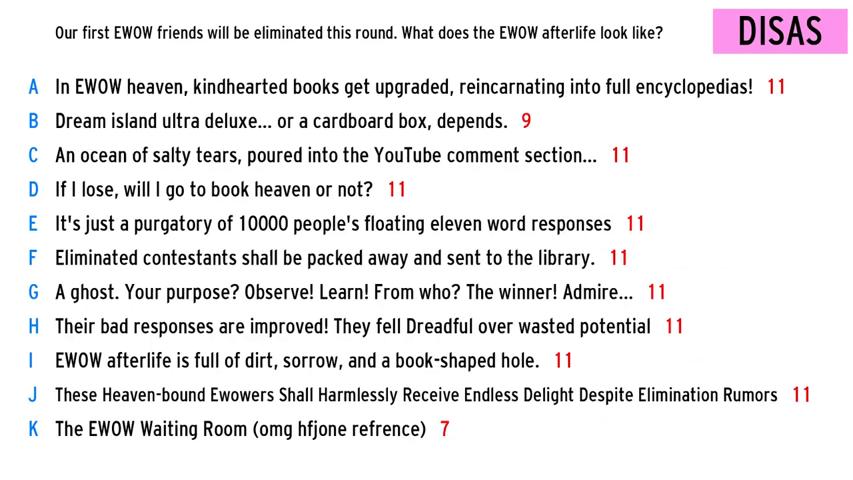 Our first EWOW friends will be eliminated this round. What does the EWOW afterlife look like?
DISAS
A In EWOW heaven, kindhearted books get upgraded, reincarnating into full encyclopedias! 11
B Dream island ultra deluxe... or a cardboard box, depends. 9
C An ocean of salty tears, poured into the YouTube comment section... 11
D If I lose, will I go to book heaven or not? 11
E It's just a purgatory of 10000 people's floating eleven word responses 11
F Eliminated contestants shall be packed away and sent to the library. 11
G A ghost. Your purpose? Observe! Learn! From who? The winner! Admire... 11
H Their bad responses are improved! They fell Dreadful over wasted potential 11
I EWOW afterlife is full of dirt, sorrow, and a book-shaped hole. 11
J These Heaven-bound Ewowers Shall Harmlessly Receive Endless Delight Despite Elimination Rumors 11
K The EWOW Waiting Room (omg hfjone refrence) 7